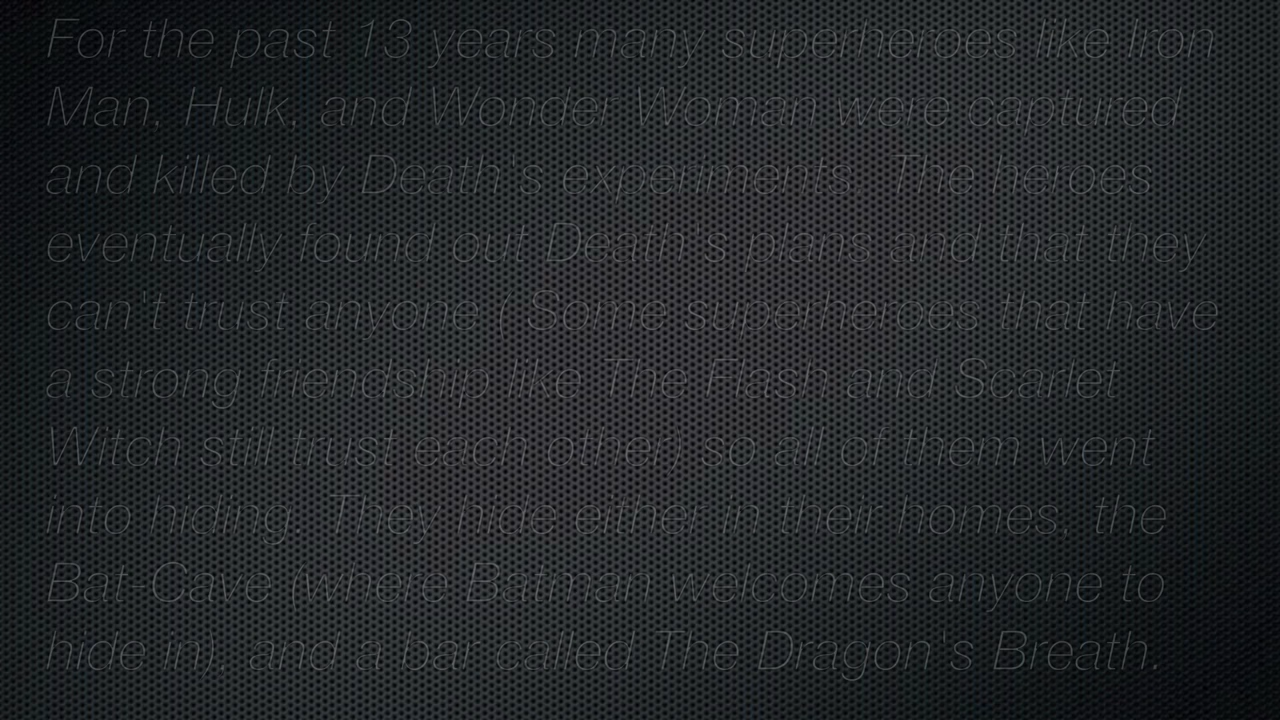 For the past 13 years many superheroes like Iron
Man, Hulk, and Wonder Woman were captured
and killed by Death's experiments. The heroes
eventually found out Death's plans and that they
can't trust anyone ( Some superheroes that have
a strong friendship like The Flash and Scarlet
Witch still trust each other) so all of them went
into hiding. They hide either in their homes, the
Bat-Cave (where Batman welcomes anyone to
hide in), and a bar called The Dragon's Breath.